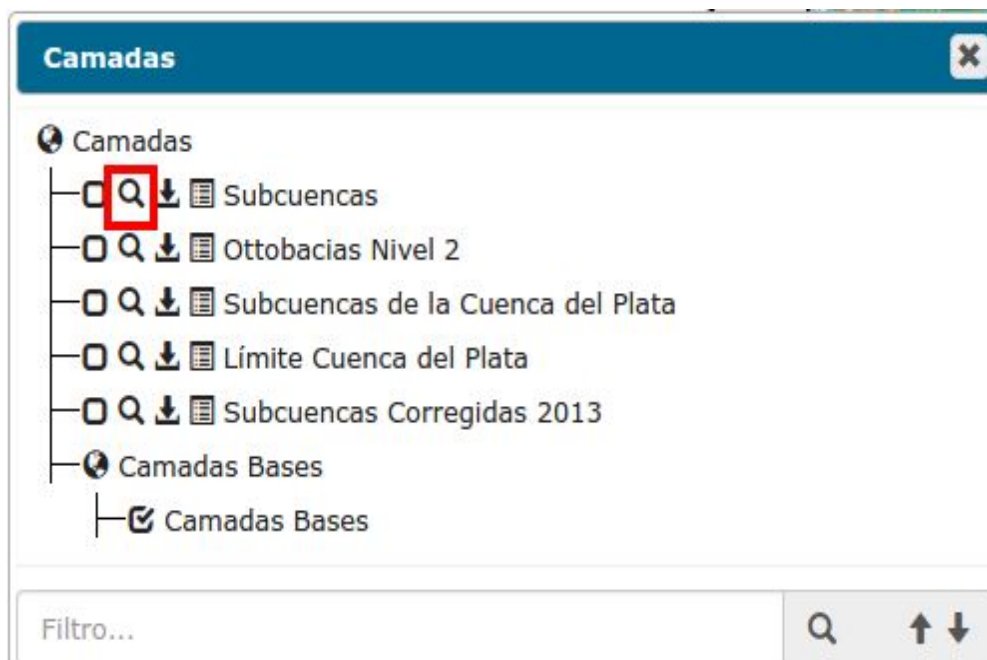 Camadas
Camadas
Subcuencas
Ottobacias Nivel 2
Subcuencas de la Cuenca del Plata
Límite Cuenca del Plata
Subcuencas Corregidas 2013
Camadas Bases
Camadas Bases
Filtro...